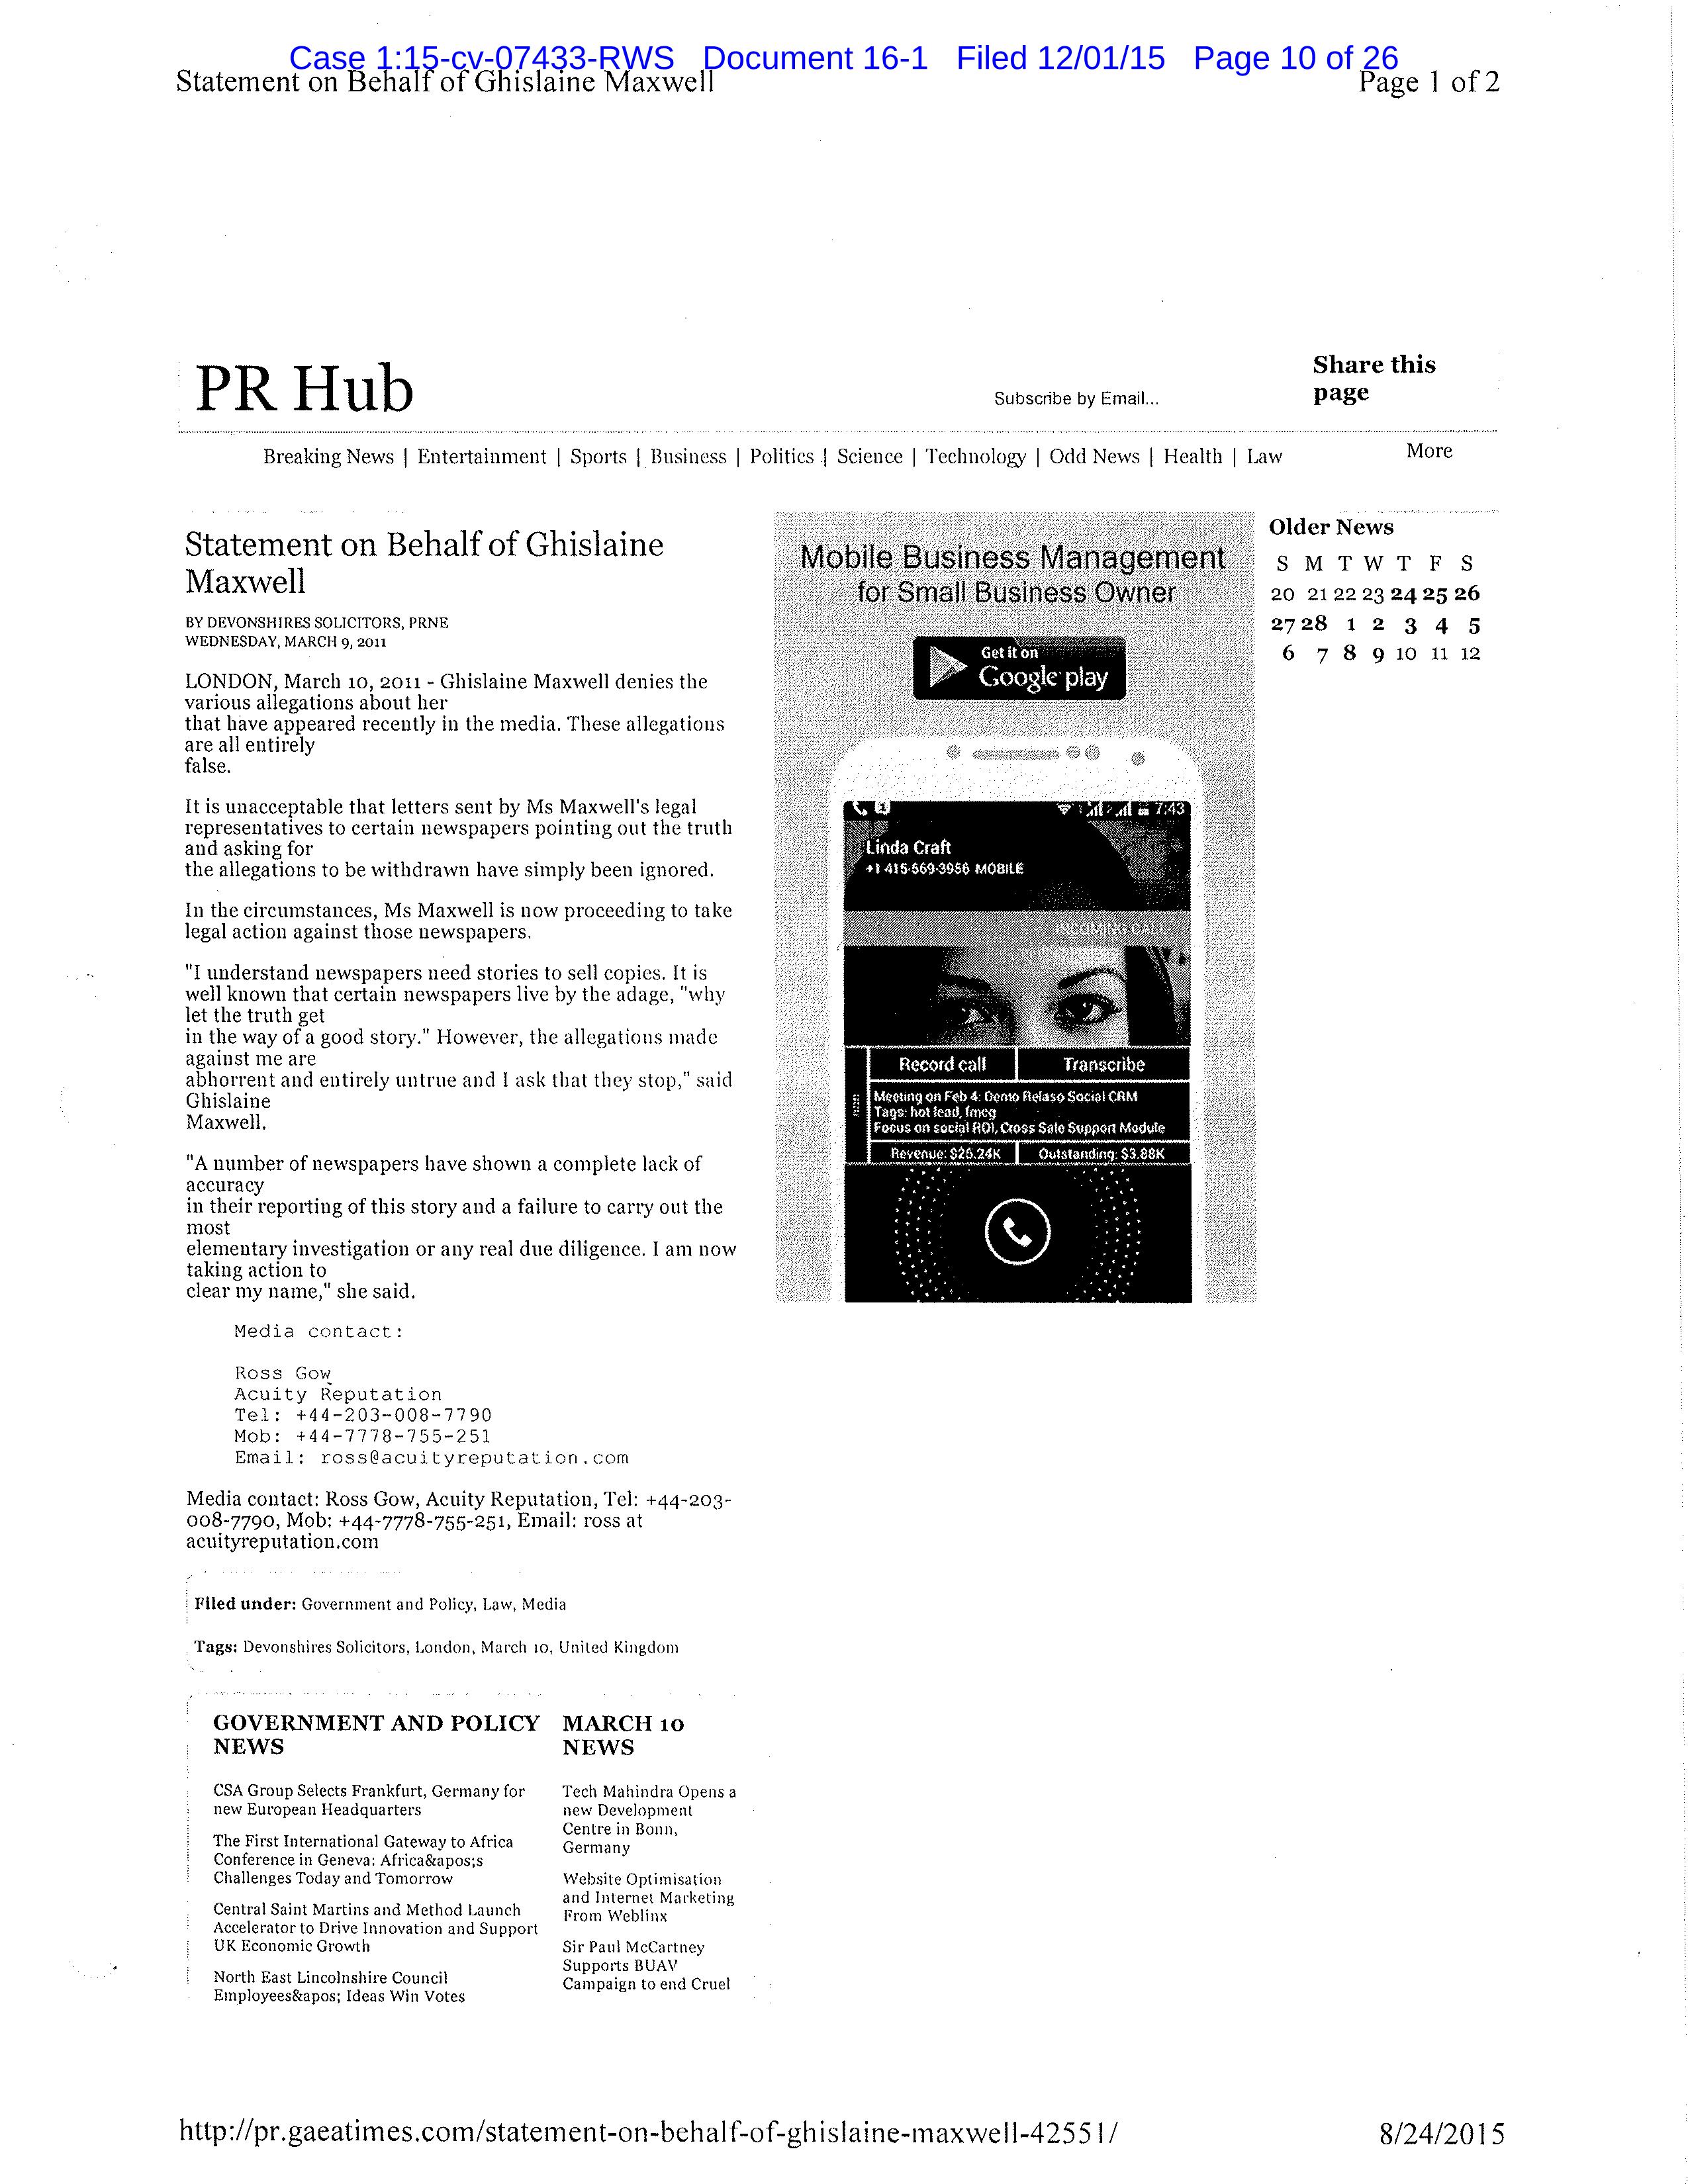 Case 1:15-cv-07433-RWS Document 16-1 Filed 12/01/15 Page 10 of 26
Statement on Behalf of Ghislaine Maxwell
Page 1 of 2
PR Hub
Subscribe by Email...
Share this
page
Breaking News | Entertainment | Sports | Business | Politics | Science | Technology | Odd News | Health | Law
More
Statement on Behalf of Ghislaine
Maxwell
BY DEVONSHIRES SOLICITORS, PRNE
WEDNESDAY, MARCH 9, 2011
LONDON, March 10, 2011 - Ghislaine Maxwell denies the
various allegations about her
that have appeared recently in the media. These allegations
are all entirely
false.
It is unacceptable that letters sent by Ms Maxwell's legal
representatives to certain newspapers pointing out the truth
and asking for
the allegations to be withdrawn have simply been ignored.
In the circumstances, Ms Maxwell is now proceeding to take
legal action against those newspapers.
"I understand newspapers need stories to sell copies. It is
well known that certain newspapers live by the adage, "why
let the truth get
in the way of a good story." However, the allegations made
against me are
abhorrent and entirely untrue and I ask that they stop," said
Ghislaine
Maxwell.
"A number of newspapers have shown a complete lack of
accuracy
in their reporting of this story and a failure to carry out the
most
elementary investigation or any real due diligence. I am now
taking action to
clear my name," she said.
Media contact:
Ross Gow
Acuity Reputation
Tel: +44-203-008-7790
Mob: +44-7778-755-251
Email: ross@acuityreputation.com
Media contact: Ross Gow, Acuity Reputation, Tel: +44-203-
008-7790, Mob: +44-7778-755-251, Email: ross at
acuityreputation.com
Filed under: Government and Policy, Law, Media
Tags: Devonshires Solicitors, London, March 10, United Kingdom
GOVERNMENT AND POLICY
NEWS
CSA Group Selects Frankfurt, Germany for
new European Headquarters
The First International Gateway to Africa
Conference in Geneva: Africa&apos;s
Challenges Today and Tomorrow
Central Saint Martins and Method Launch
Accelerator to Drive Innovation and Support
UK Economic Growth
North East Lincolnshire Council
Employees&apos; Ideas Win Votes
MARCH 10
NEWS
Tech Mahindra Opens a
new Development
Centre in Bonn,
Germany
Website Optimisation
and Internet Marketing
From Weblinx
Sir Paul McCartney
Supports BUAV
Campaign to end Cruel
Mobile Business Management
for Small Business Owner
Get it on
Google play
7:43
Linda Craft
+1 415-569-3956 MOBILE
INCOMING CALL
Record call
Transcribe
Meeting on Feb 4: Demo Relaso Social CRM
Tags: hot lead, fmcg
Focus on social ROI, Cross Sale Support Module
Revenue: $25.24K
Outstanding: $3.88K
Older News
S M T W T F S
20 21 22 23 24 25 26
27 28 1 2 3 4 5
6 7 8 9 10 11 12
http://pr.gaeatimes.com/statement-on-behalf-of-ghislaine-maxwell-42551/
8/24/2015